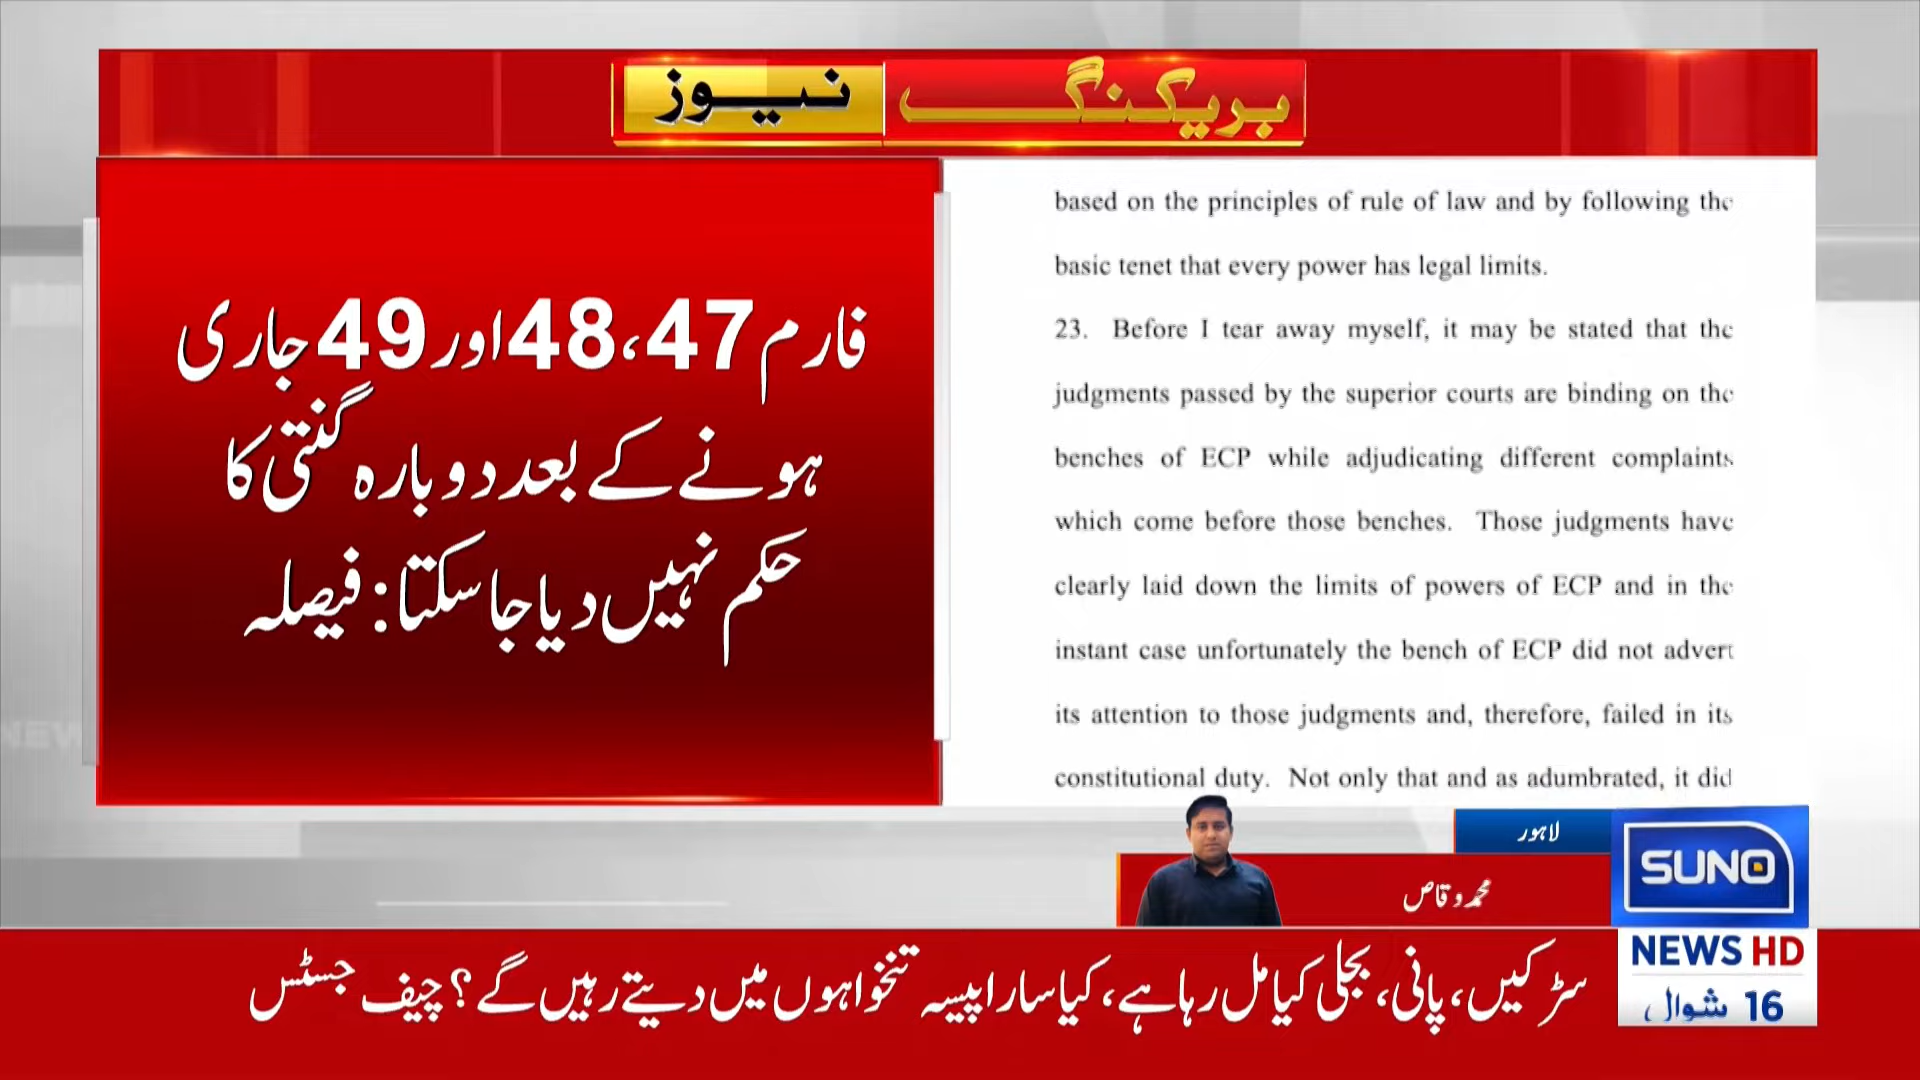 بریکنگ نیوز
فارم 47، 48 اور 49 جاری
ہونے کے بعد دوبارہ گنتی کا
حکم نہیں دیا جا سکتا: فیصلہ
based on the principles of rule of law and by following the
basic tenet that every power has legal limits.
23. Before I tear away myself, it may be stated that the
judgments passed by the superior courts are binding on the
benches of ECP while adjudicating different complaints
which come before those benches. Those judgments have
clearly laid down the limits of powers of ECP and in the
instant case unfortunately the bench of ECP did not advert
its attention to those judgments and, therefore, failed in its
constitutional duty. Not only that and as adumbrated, it did
لاہور
محمد وقاص
SUNO
NEWS HD
16 شوال
سڑکیں، پانی، بجلی کیا مل رہا ہے، کیا سارا پیسہ تنخواہوں میں دیتے رہیں گے؟ چیف جسٹس
NEW